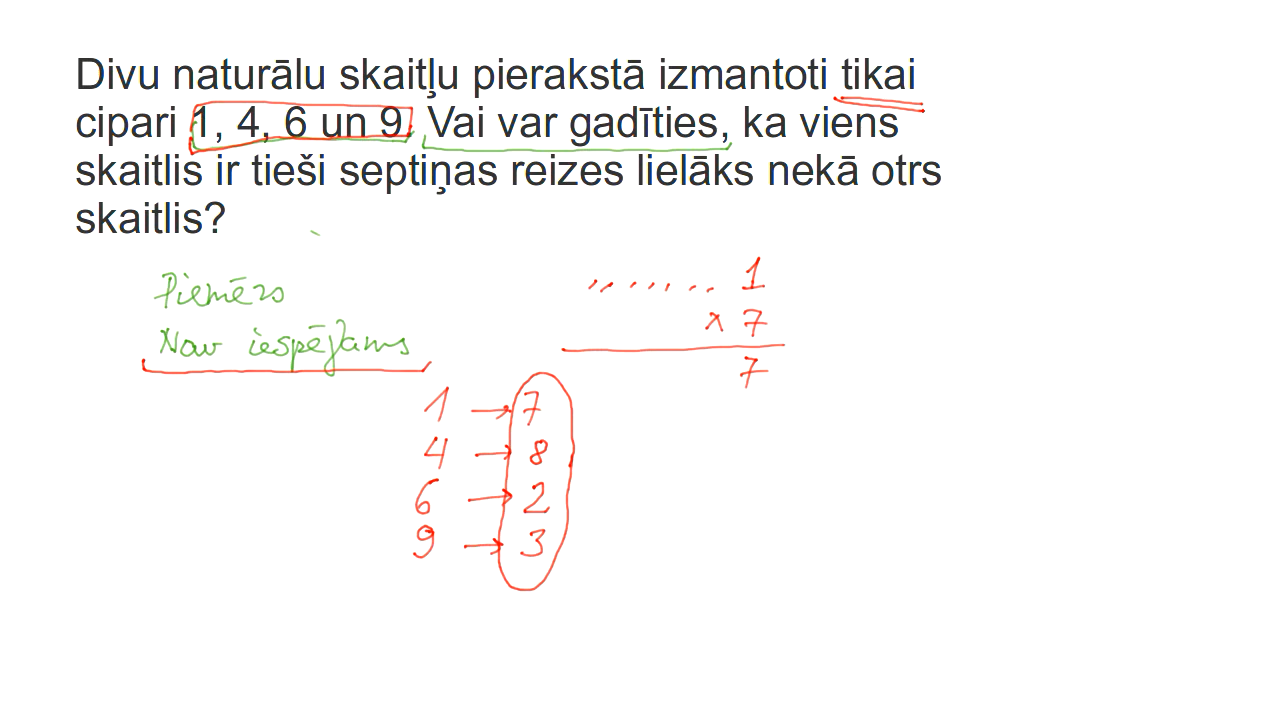 Divu naturālu skaitļu pierakstā izmantoti tikai
cipari 1, 4, 6 un 9. Vai var gadīties, ka viens
skaitlis ir tieši septiņas reizes lielāks nekā otrs
skaitlis?
Piemērs
Nav iespējams
........ 1
x 7
7
1 → 7
4 → 8
6 → 2
9 → 3